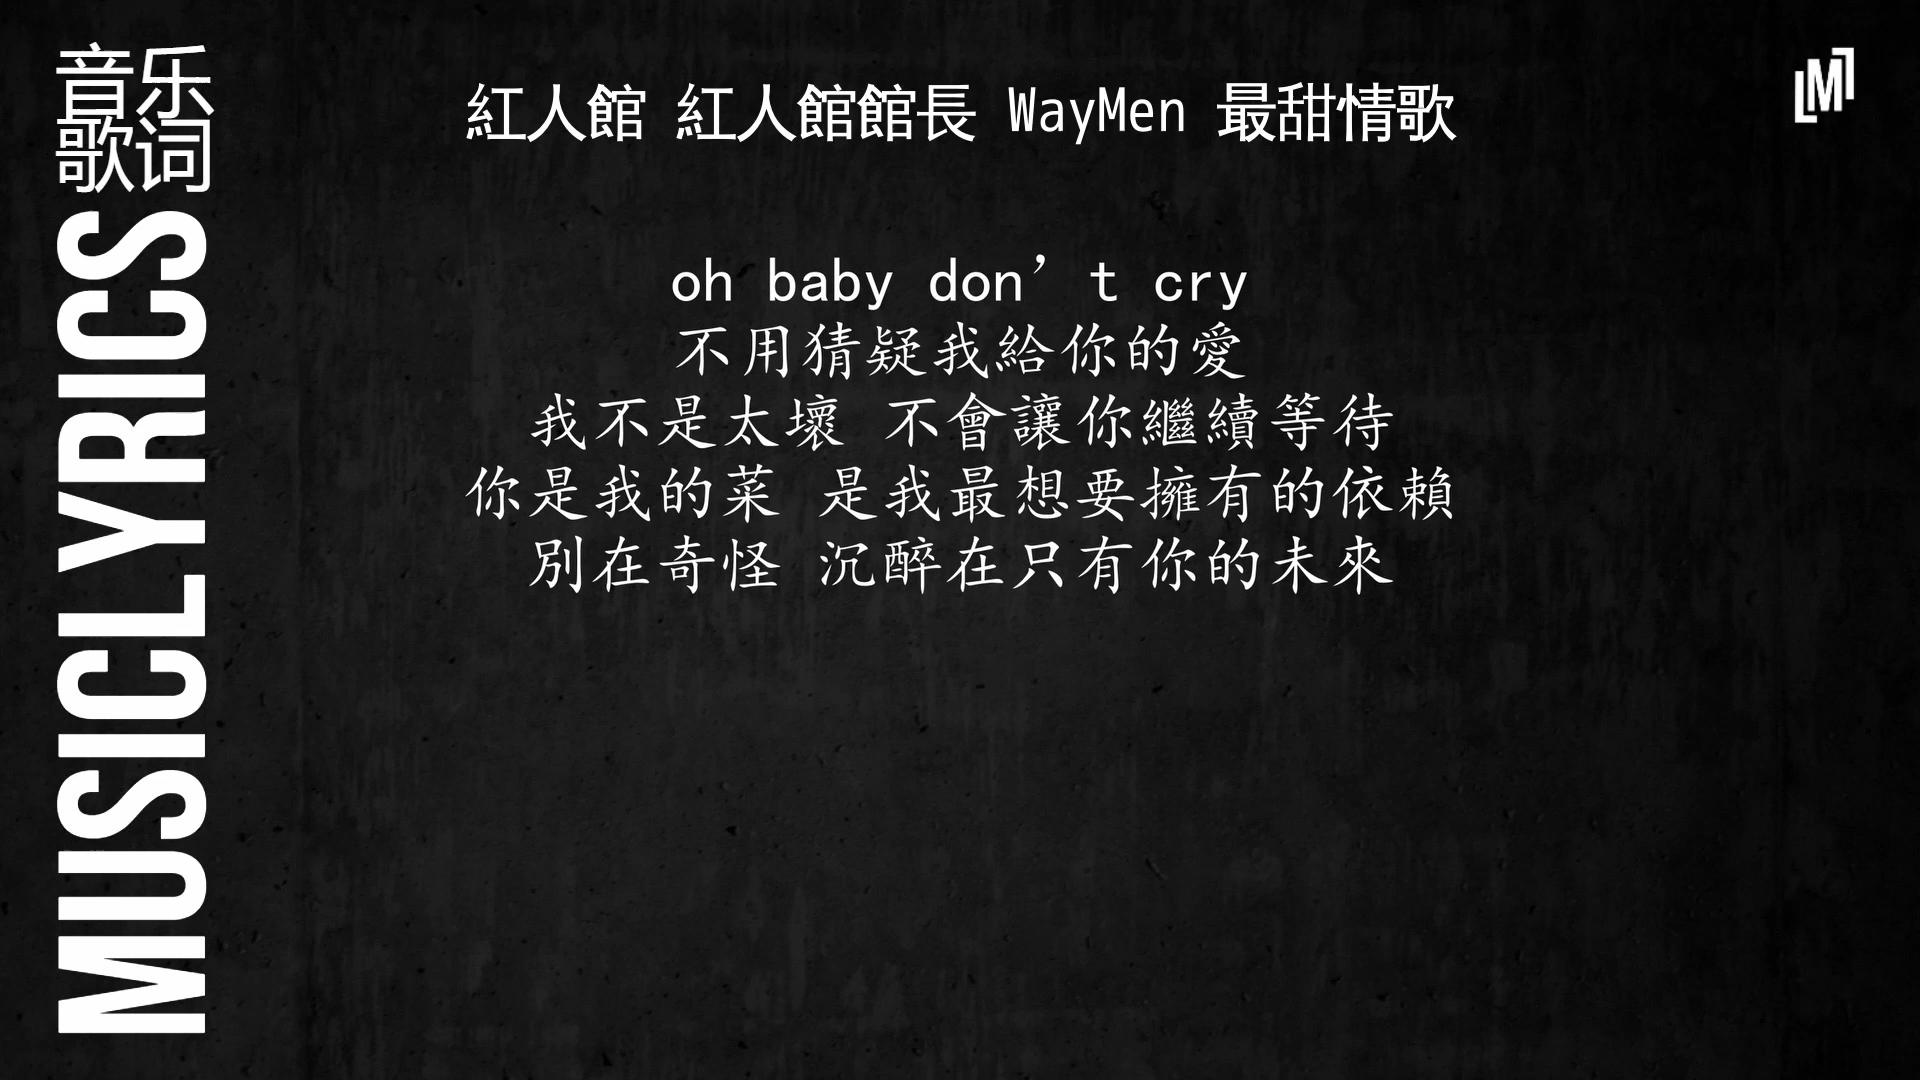 音乐
歌词
MUSICLYRICS
紅人館 紅人館館長 WayMen 最甜情歌
LM
oh baby don’t cry
不用猜疑我給你的愛
我不是太壞 不會讓你繼續等待
你是我的菜 是我最想要擁有的依賴
別在奇怪 沉醉在只有你的未來